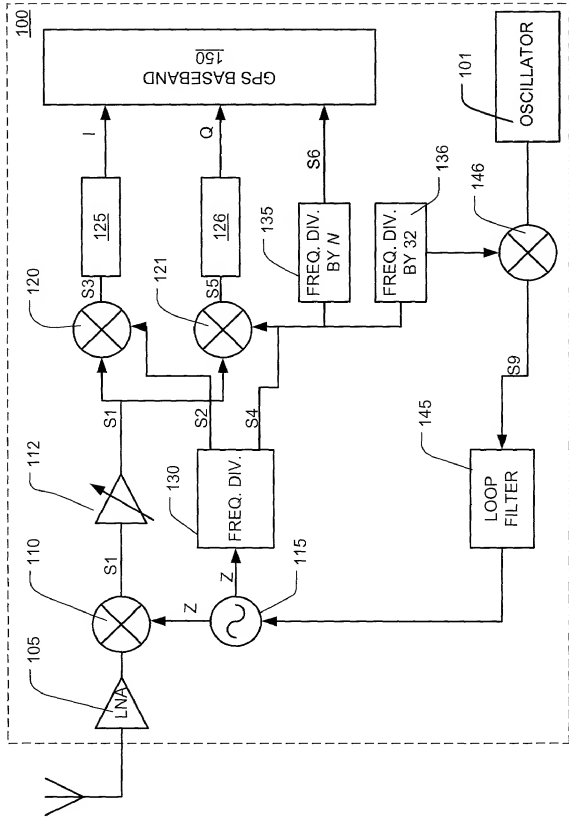 100
105
LNA
110
S1
112
S1
120
S3
125
I
GPS BASEBAND
150
Z
Z
115
130
FREQ. DIV.
S2
S4
121
S5
126
Q
135
FREQ. DIV.
BY N
S6
136
FREQ. DIV.
BY 32
145
LOOP
FILTER
S9
146
101
OSCILLATOR